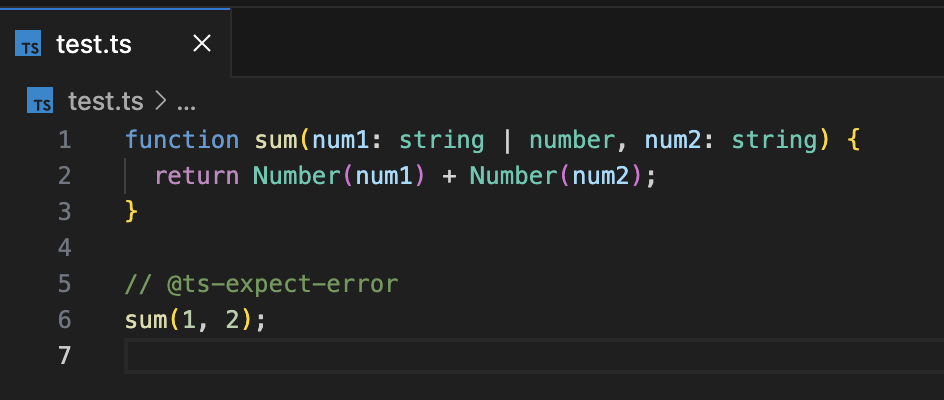 TS test.ts ×
TS test.ts > ...
1 function sum(num1: string | number, num2: string) {
2   return Number(num1) + Number(num2);
3 }
4
5 // @ts-expect-error
6 sum(1, 2);
7